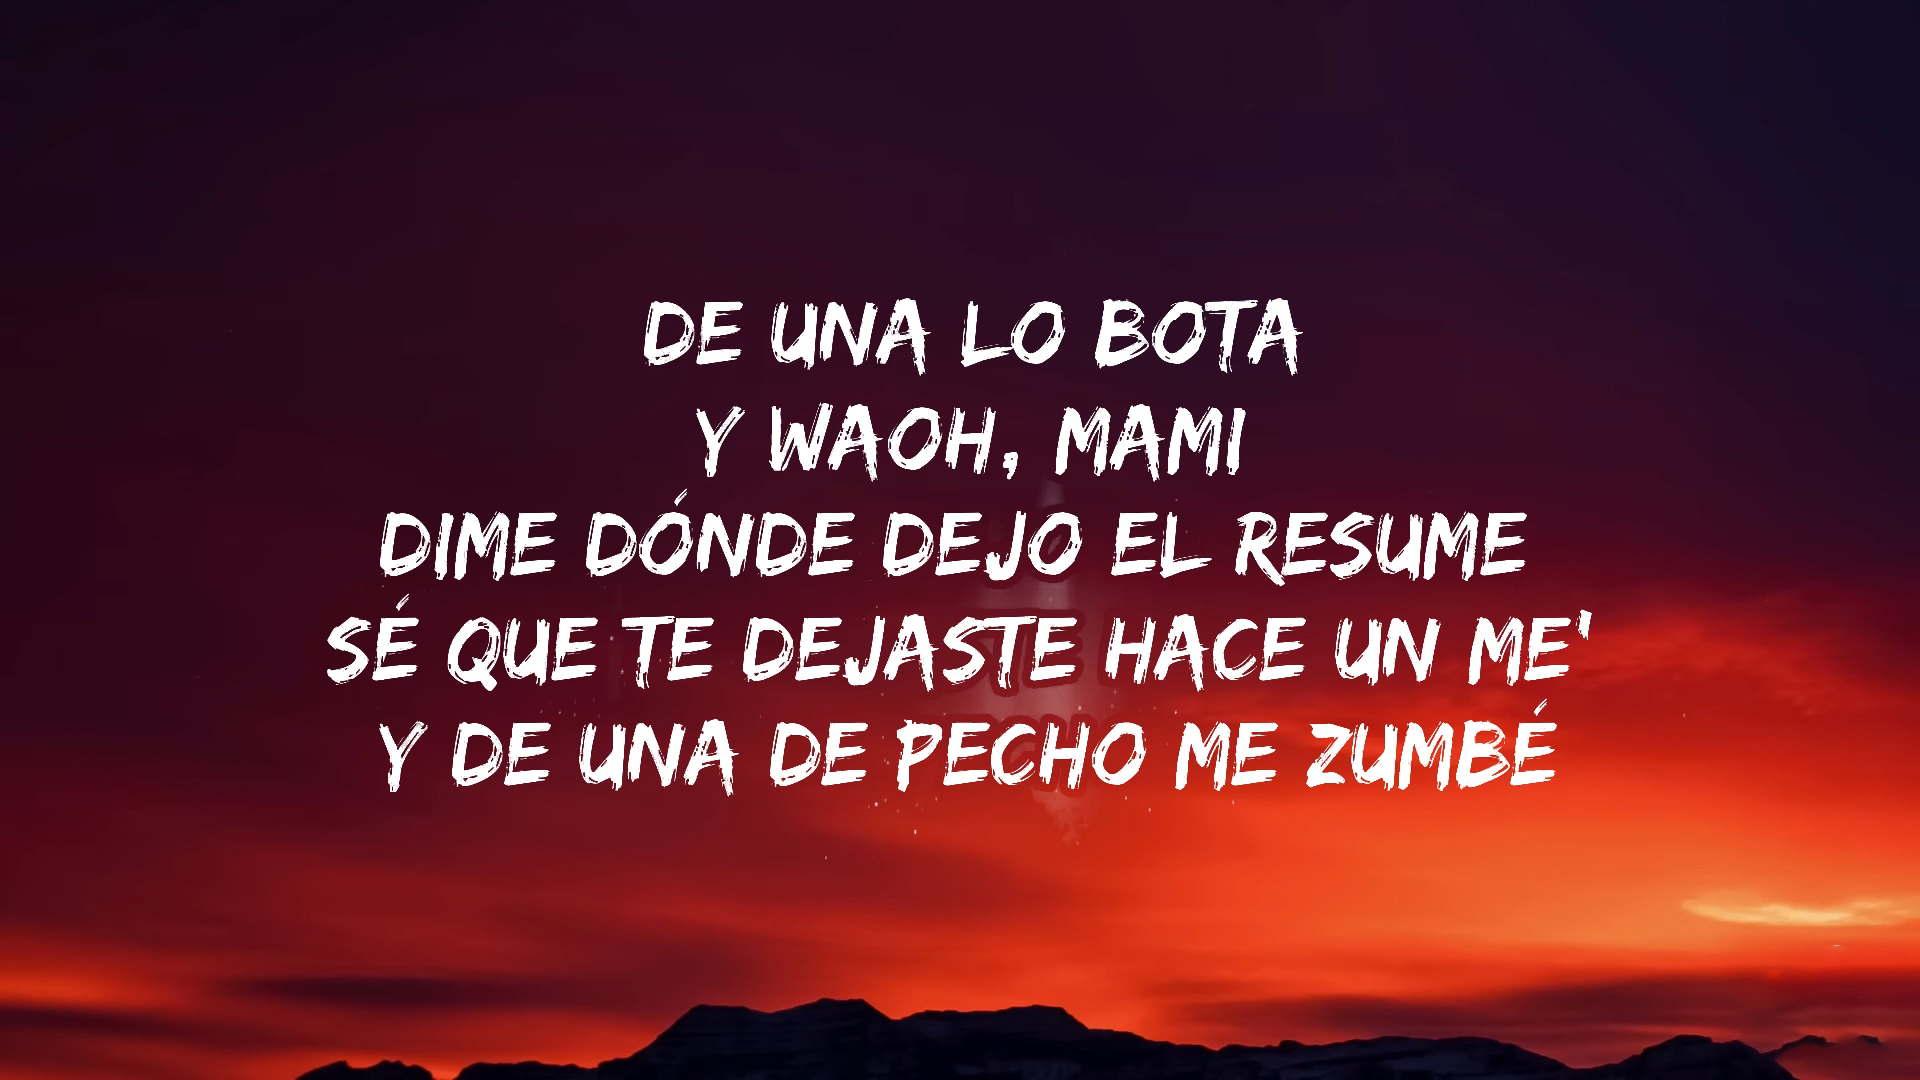 DE UNA LO BOTA
Y WAOH, MAMI
DIME DÓNDE DEJO EL RESUME
SÉ QUE TE DEJASTE HACE UN ME'
Y DE UNA DE PECHO ME ZUMBÉ